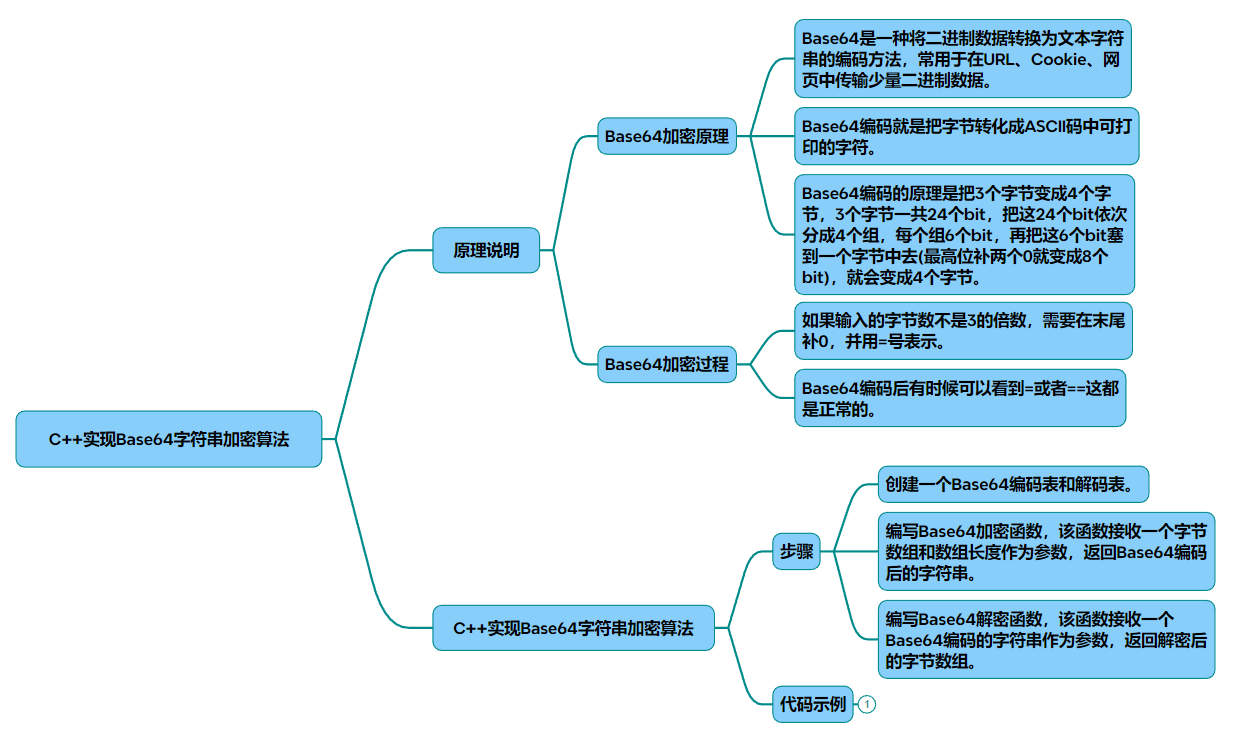 C++实现Base64字符串加密算法
原理说明
Base64加密原理
Base64是一种将二进制数据转换为文本字符
串的编码方法，常用于在URL、Cookie、网
页中传输少量二进制数据。
Base64编码就是把字节转化成ASCII码中可打
印的字符。
Base64编码的原理是把3个字节变成4个字
节，3个字节一共24个bit，把这24个bit依次
分成4个组，每个组6个bit，再把这6个bit塞
到一个字节中去(最高位补两个0就变成8个
bit)，就会变成4个字节。
Base64加密过程
如果输入的字节数不是3的倍数，需要在末尾
补0，并用=号表示。
Base64编码后有时候可以看到=或者==这都
是正常的。
C++实现Base64字符串加密算法
步骤
创建一个Base64编码表和解码表。
编写Base64加密函数，该函数接收一个字节
数组和数组长度作为参数，返回Base64编码
后的字符串。
编写Base64解密函数，该函数接收一个
Base64编码的字符串作为参数，返回解密后
的字节数组。
代码示例
1